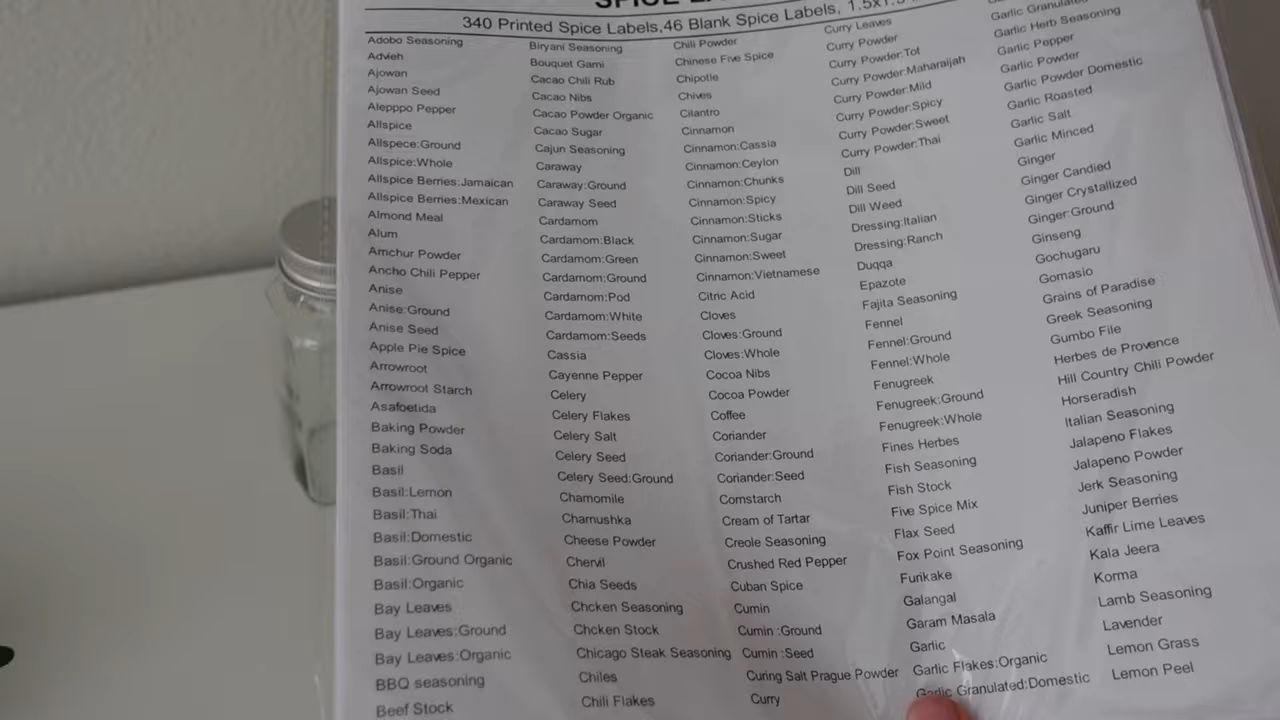 340 Printed Spice Labels,46 Blank Spice Labels,
Adobo Seasoning
Advieh
Ajowan
Ajowan Seed
Alepppo Pepper
Allspice
Allspece:Ground
Allspice:Whole
Allspice Berries:Jamaican
Allspice Berries:Mexican
Almond Meal
Alum
Amchur Powder
Ancho Chili Pepper
Anise
Anise:Ground
Anise Seed
Apple Pie Spice
Arrowroot
Arrowroot Starch
Asafoetida
Baking Powder
Baking Soda
Basil
Basil:Lemon
Basil:Thai
Basil:Domestic
Basil:Ground Organic
Basil:Organic
Bay Leaves
Bay Leaves:Ground
Bay Leaves:Organic
BBQ seasoning
Beef Stock
Biryani Seasoning
Bouquet Garni
Cacao Chili Rub
Cacao Nibs
Cacao Powder Organic
Cacao Sugar
Cajun Seasoning
Caraway
Caraway:Ground
Caraway Seed
Cardamom
Cardamom:Black
Cardamom:Green
Cardamom:Ground
Cardamom:Pod
Cardamom:White
Cardamom:Seeds
Cassia
Cayenne Pepper
Celery
Celery Flakes
Celery Salt
Celery Seed
Celery Seed:Ground
Chamomile
Charnushka
Cheese Powder
Chervil
Chia Seeds
Chcken Seasoning
Chcken Stock
Chicago Steak Seasoning
Chiles
Chili Flakes
Chili Powder
Chinese Five Spice
Chipotle
Chives
Cilantro
Cinnamon
Cinnamon:Cassia
Cinnamon:Ceylon
Cinnamon:Chunks
Cinnamon:Spicy
Cinnamon:Sticks
Cinnamon:Sugar
Cinnamon:Sweet
Cinnamon:Vietnamese
Citric Acid
Cloves
Cloves:Ground
Cloves:Whole
Cocoa Nibs
Cocoa Powder
Coffee
Coriander
Coriander:Ground
Coriander:Seed
Cornstarch
Cream of Tartar
Creole Seasoning
Crushed Red Pepper
Cuban Spice
Cumin
Cumin :Ground
Cumin :Seed
Curing Salt Prague Powder
Curry
Curry Leaves
Curry Powder
Curry Powder:Tot
Curry Powder:Maharaijah
Curry Powder:Mild
Curry Powder:Spicy
Curry Powder:Sweet
Curry Powder:Thai
Dill
Dill Seed
Dill Weed
Dressing:Italian
Dressing:Ranch
Duqqa
Epazote
Fajita Seasoning
Fennel
Fennel:Ground
Fennel:Whole
Fenugreek
Fenugreek:Ground
Fenugreek:Whole
Fines Herbes
Fish Seasoning
Fish Stock
Five Spice Mix
Flax Seed
Fox Point Seasoning
Furikake
Galangal
Garam Masala
Garlic
Garlic Flakes:Organic
Garlic Granulated:Domestic
Garlic Herb Seasoning
Garlic Pepper
Garlic Powder
Garlic Powder Domestic
Garlic Roasted
Garlic Salt
Garlic Minced
Ginger
Ginger Candied
Ginger Crystallized
Ginger:Ground
Ginseng
Gochugaru
Gomasio
Grains of Paradise
Greek Seasoning
Gumbo File
Herbes de Provence
Hill Country Chili Powder
Horseradish
Italian Seasoning
Jalapeno Flakes
Jalapeno Powder
Jerk Seasoning
Juniper Berries
Kaffir Lime Leaves
Kala Jeera
Korma
Lamb Seasoning
Lavender
Lemon Grass
Lemon Peel